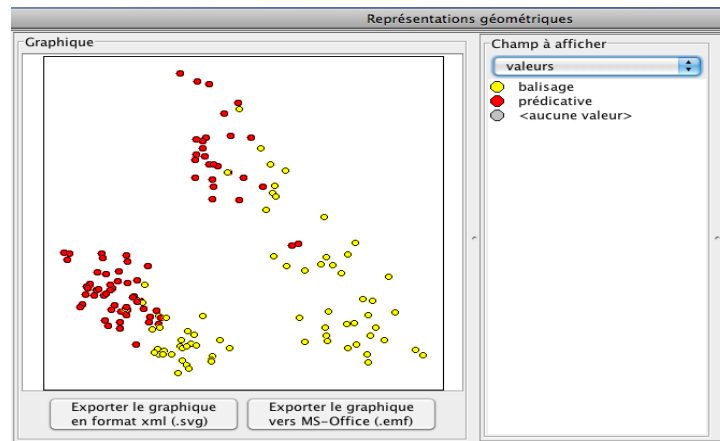 Représentations géométriques
Graphique
Champ à afficher
valeurs
balisage
prédicative
<aucune valeur>
Exporter le graphique
en format xml (.svg)
Exporter le graphique
vers MS-Office (.emf)